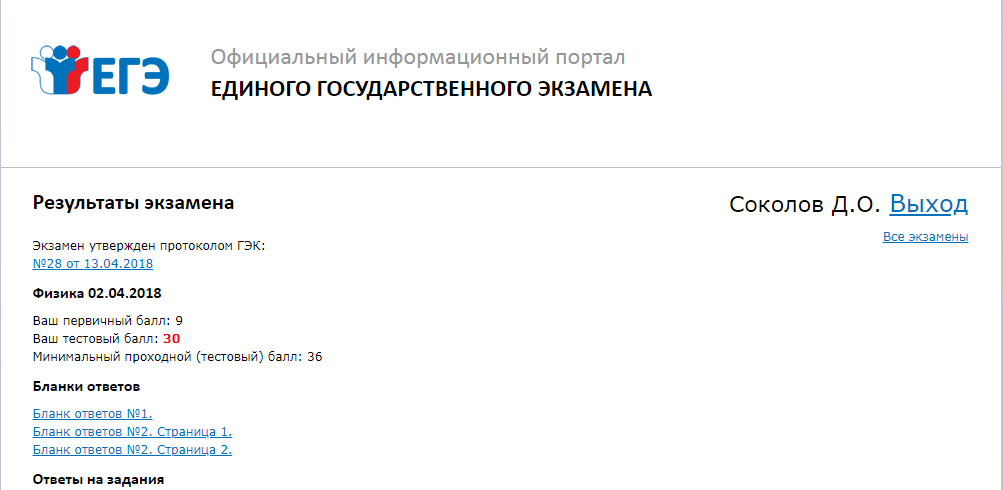 ЕГЭ
Официальный информационный портал
ЕДИНОГО ГОСУДАРСТВЕННОГО ЭКЗАМЕНА
Результаты экзамена
Соколов Д.О. Выход
Все экзамены
Экзамен утвержден протоколом ГЭК:
№28 от 13.04.2018
Физика 02.04.2018
Ваш первичный балл: 9
Ваш тестовый балл: 30
Минимальный проходной (тестовый) балл: 36
Бланки ответов
Бланк ответов №1.
Бланк ответов №2. Страница 1.
Бланк ответов №2. Страница 2.
Ответы на задания